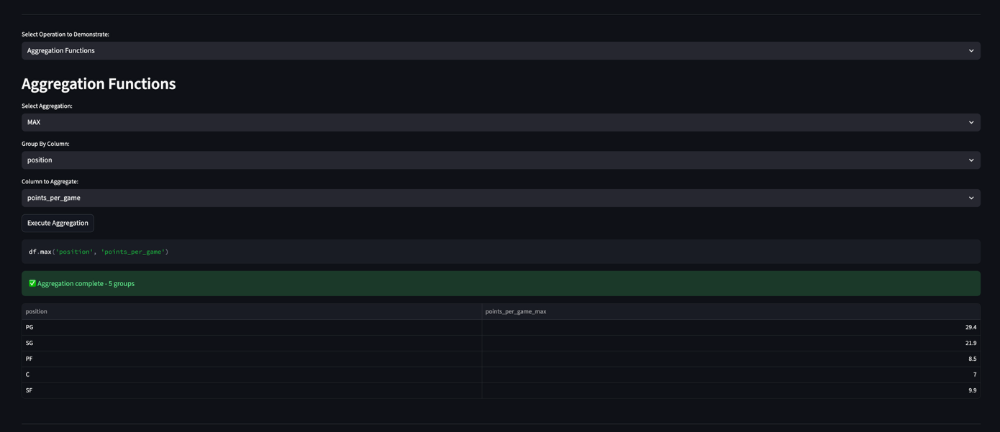 Select Operation to Demonstrate:
Aggregation Functions
Aggregation Functions
Select Aggregation:
MAX
Group By Column:
position
Column to Aggregate:
points_per_game
Execute Aggregation
df.max('position', 'points_per_game')
✅ Aggregation complete - 5 groups
position points_per_game_max
PG 29.4
SG 21.9
PF 8.5
C 7
SF 9.9